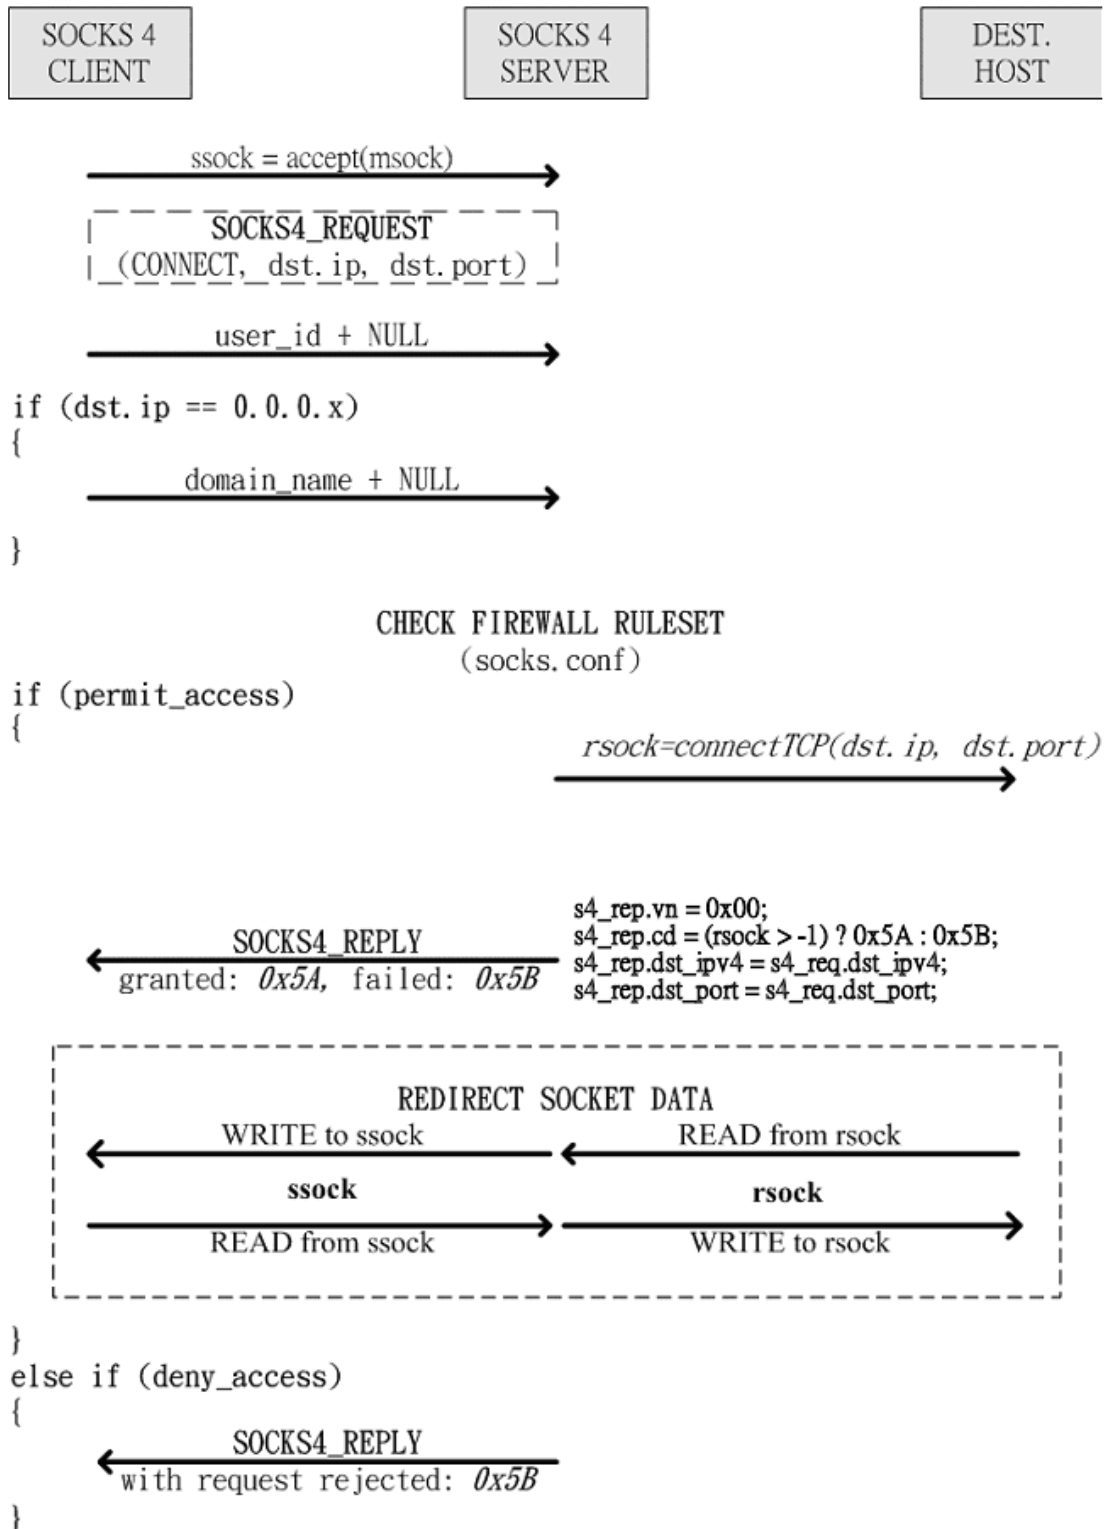 SOCKS 4
CLIENT
SOCKS 4
SERVER
DEST.
HOST
ssock = accept(msock)
SOCKS4_REQUEST
(CONNECT, dst.ip, dst.port)
user_id + NULL
if (dst.ip == 0.0.0.x)
{
domain_name + NULL
}
CHECK FIREWALL RULESET
(socks.conf)
if (permit_access)
{
rsock=connectTCP(dst.ip, dst.port)
SOCKS4_REPLY
granted: 0x5A, failed: 0x5B
s4_rep.vn = 0x00;
s4_rep.cd = (rsock > -1) ? 0x5A : 0x5B;
s4_rep.dst_ipv4 = s4_req.dst_ipv4;
s4_rep.dst_port = s4_req.dst_port;
REDIRECT SOCKET DATA
WRITE to ssock
READ from rsock
ssock
rsock
READ from ssock
WRITE to rsock
}
else if (deny_access)
{
SOCKS4_REPLY
with request rejected: 0x5B
}